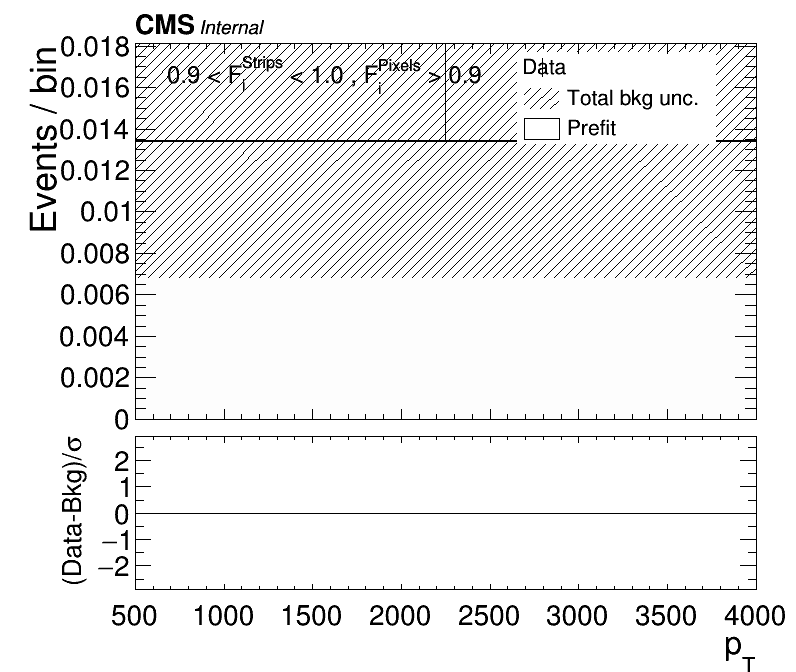 CMS Internal
0.9 < F_i^Strips < 1.0 , F_i^Pixels > 0.9
Data
Total bkg unc.
Prefit
Events / bin
0.018
0.016
0.014
0.012
0.01
0.008
0.006
0.004
0.002
0
(Data-Bkg)/σ
2
1
0
−1
−2
500 1000 1500 2000 2500 3000 3500 4000
p_T